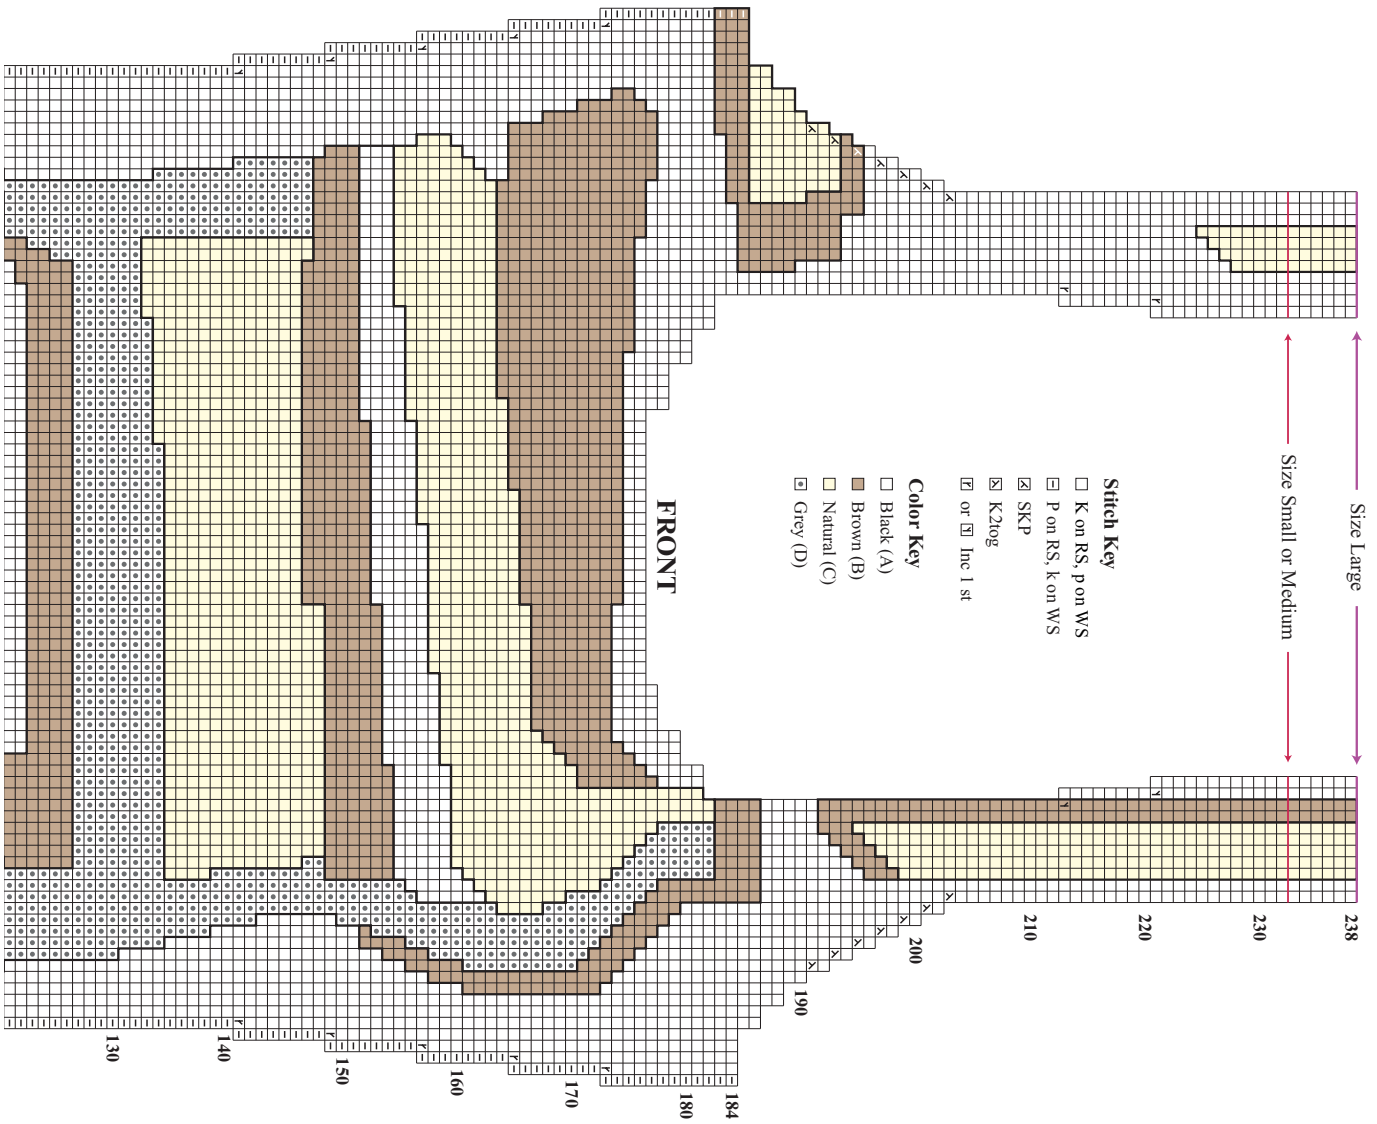 Size Large
Size Small or Medium
Stitch Key
K on RS, p on WS
P on RS, k on WS
SKP
K2tog
or Inc 1 st
Color Key
Black (A)
Brown (B)
Natural (C)
Grey (D)
FRONT
238
230
220
210
200
190
184
180
170
160
150
140
130